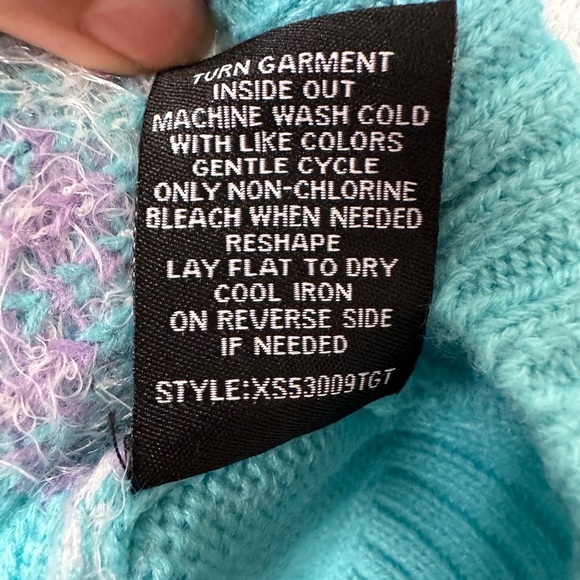 TURN GARMENT
INSIDE OUT
MACHINE WASH COLD
WITH LIKE COLORS
GENTLE CYCLE
ONLY NON-CHLORINE
BLEACH WHEN NEEDED
RESHAPE
LAY FLAT TO DRY
COOL IRON
ON REVERSE SIDE
IF NEEDED
STYLE:XS53009TGT